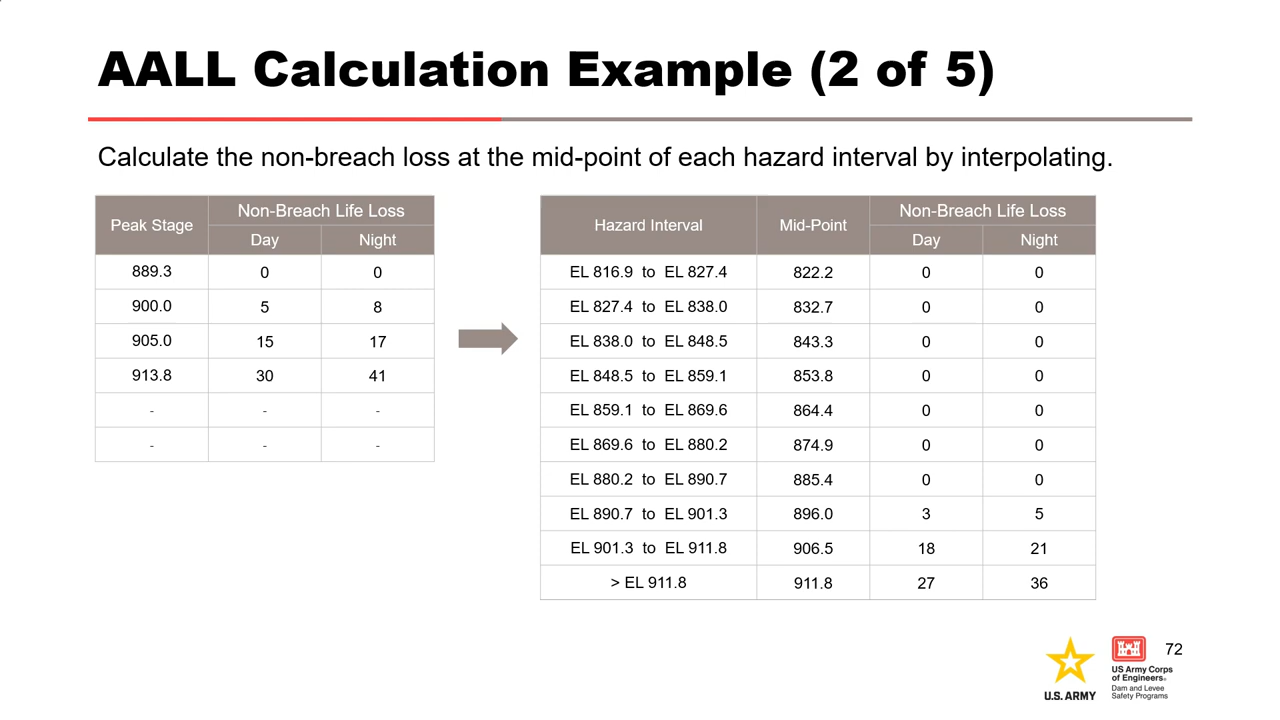 AALL Calculation Example (2 of 5)
Calculate the non-breach loss at the mid-point of each hazard interval by interpolating.
Peak Stage Non-Breach Life Loss
Day Night
889.3 0 0
900.0 5 8
905.0 15 17
913.8 30 41
- - -
- - -
Hazard Interval Mid-Point Non-Breach Life Loss
Day Night
EL 816.9 to EL 827.4 822.2 0 0
EL 827.4 to EL 838.0 832.7 0 0
EL 838.0 to EL 848.5 843.3 0 0
EL 848.5 to EL 859.1 853.8 0 0
EL 859.1 to EL 869.6 864.4 0 0
EL 869.6 to EL 880.2 874.9 0 0
EL 880.2 to EL 890.7 885.4 0 0
EL 890.7 to EL 901.3 896.0 3 5
EL 901.3 to EL 911.8 906.5 18 21
> EL 911.8 911.8 27 36
U.S. ARMY
US Army Corps
of Engineers®
Dam and Levee
Safety Programs
72